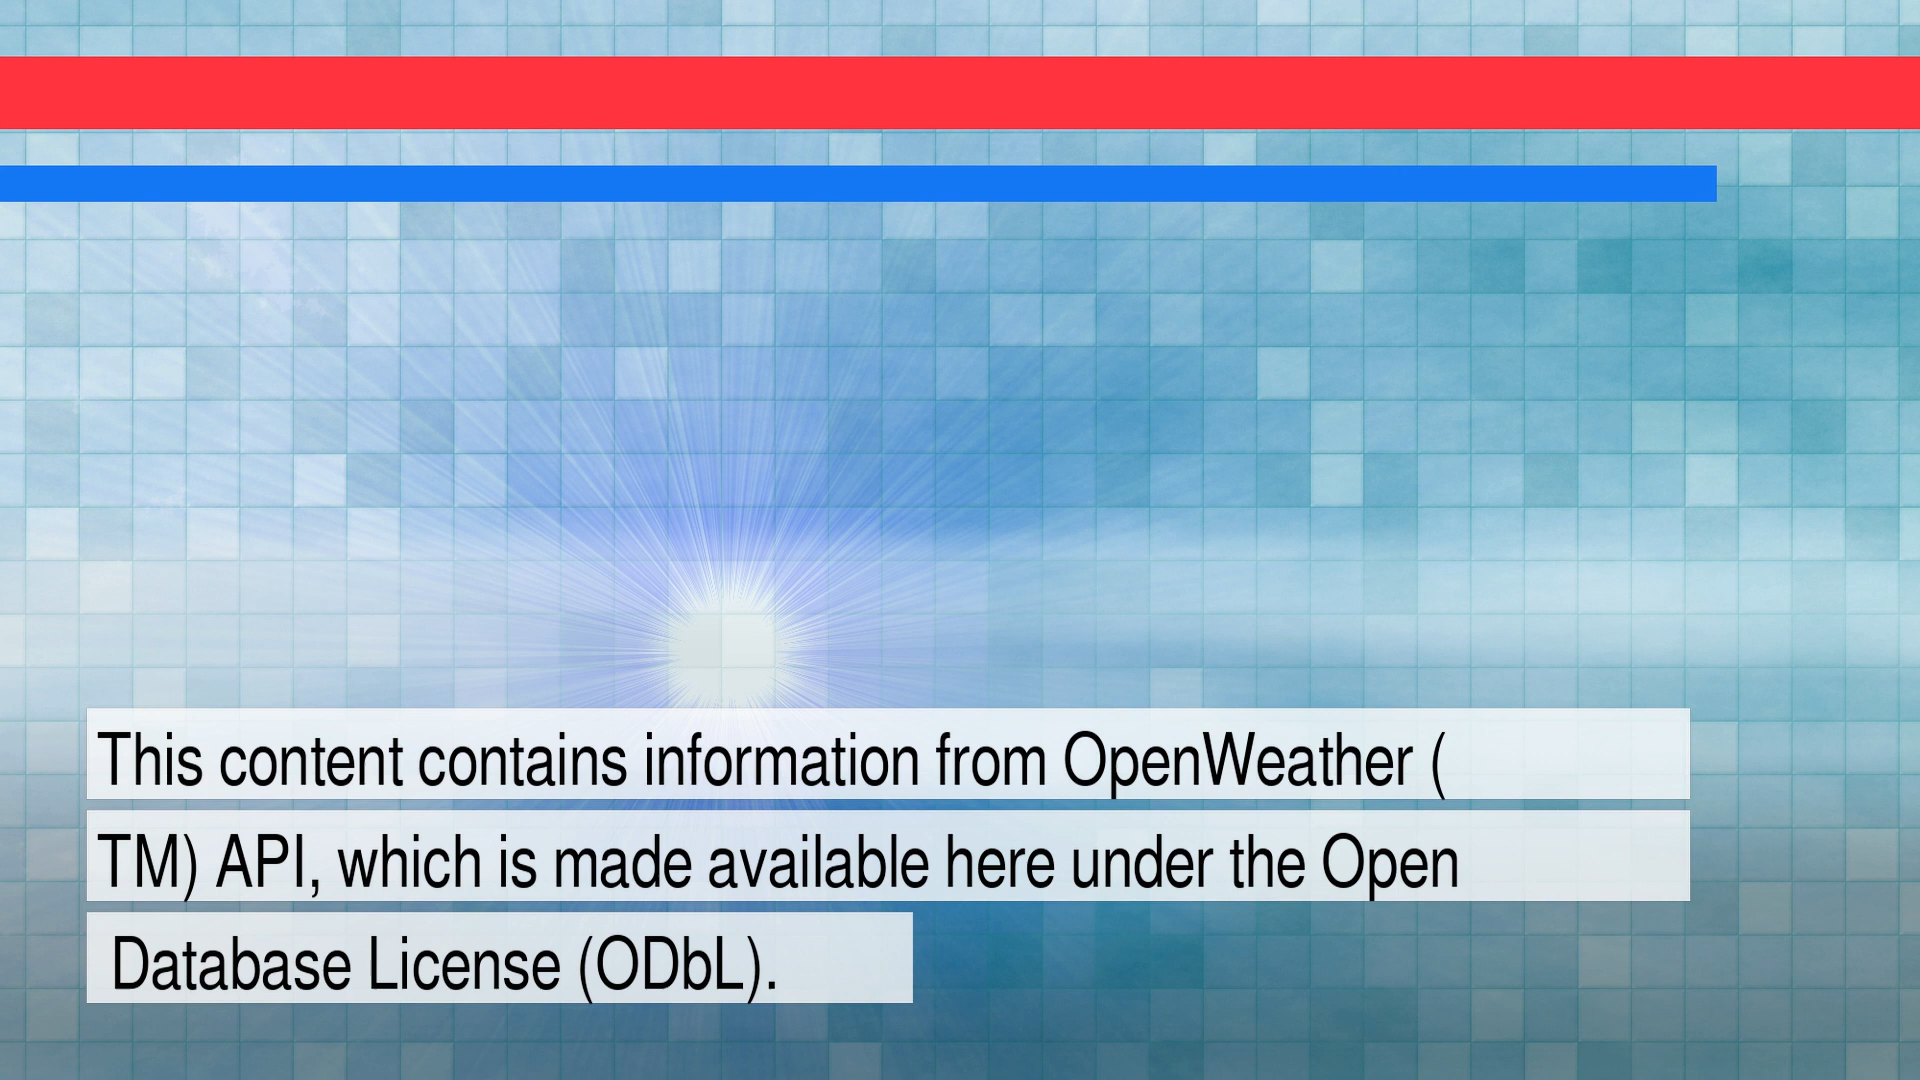 This content contains information from OpenWeather (
TM) API, which is made available here under the Open
Database License (ODbL).